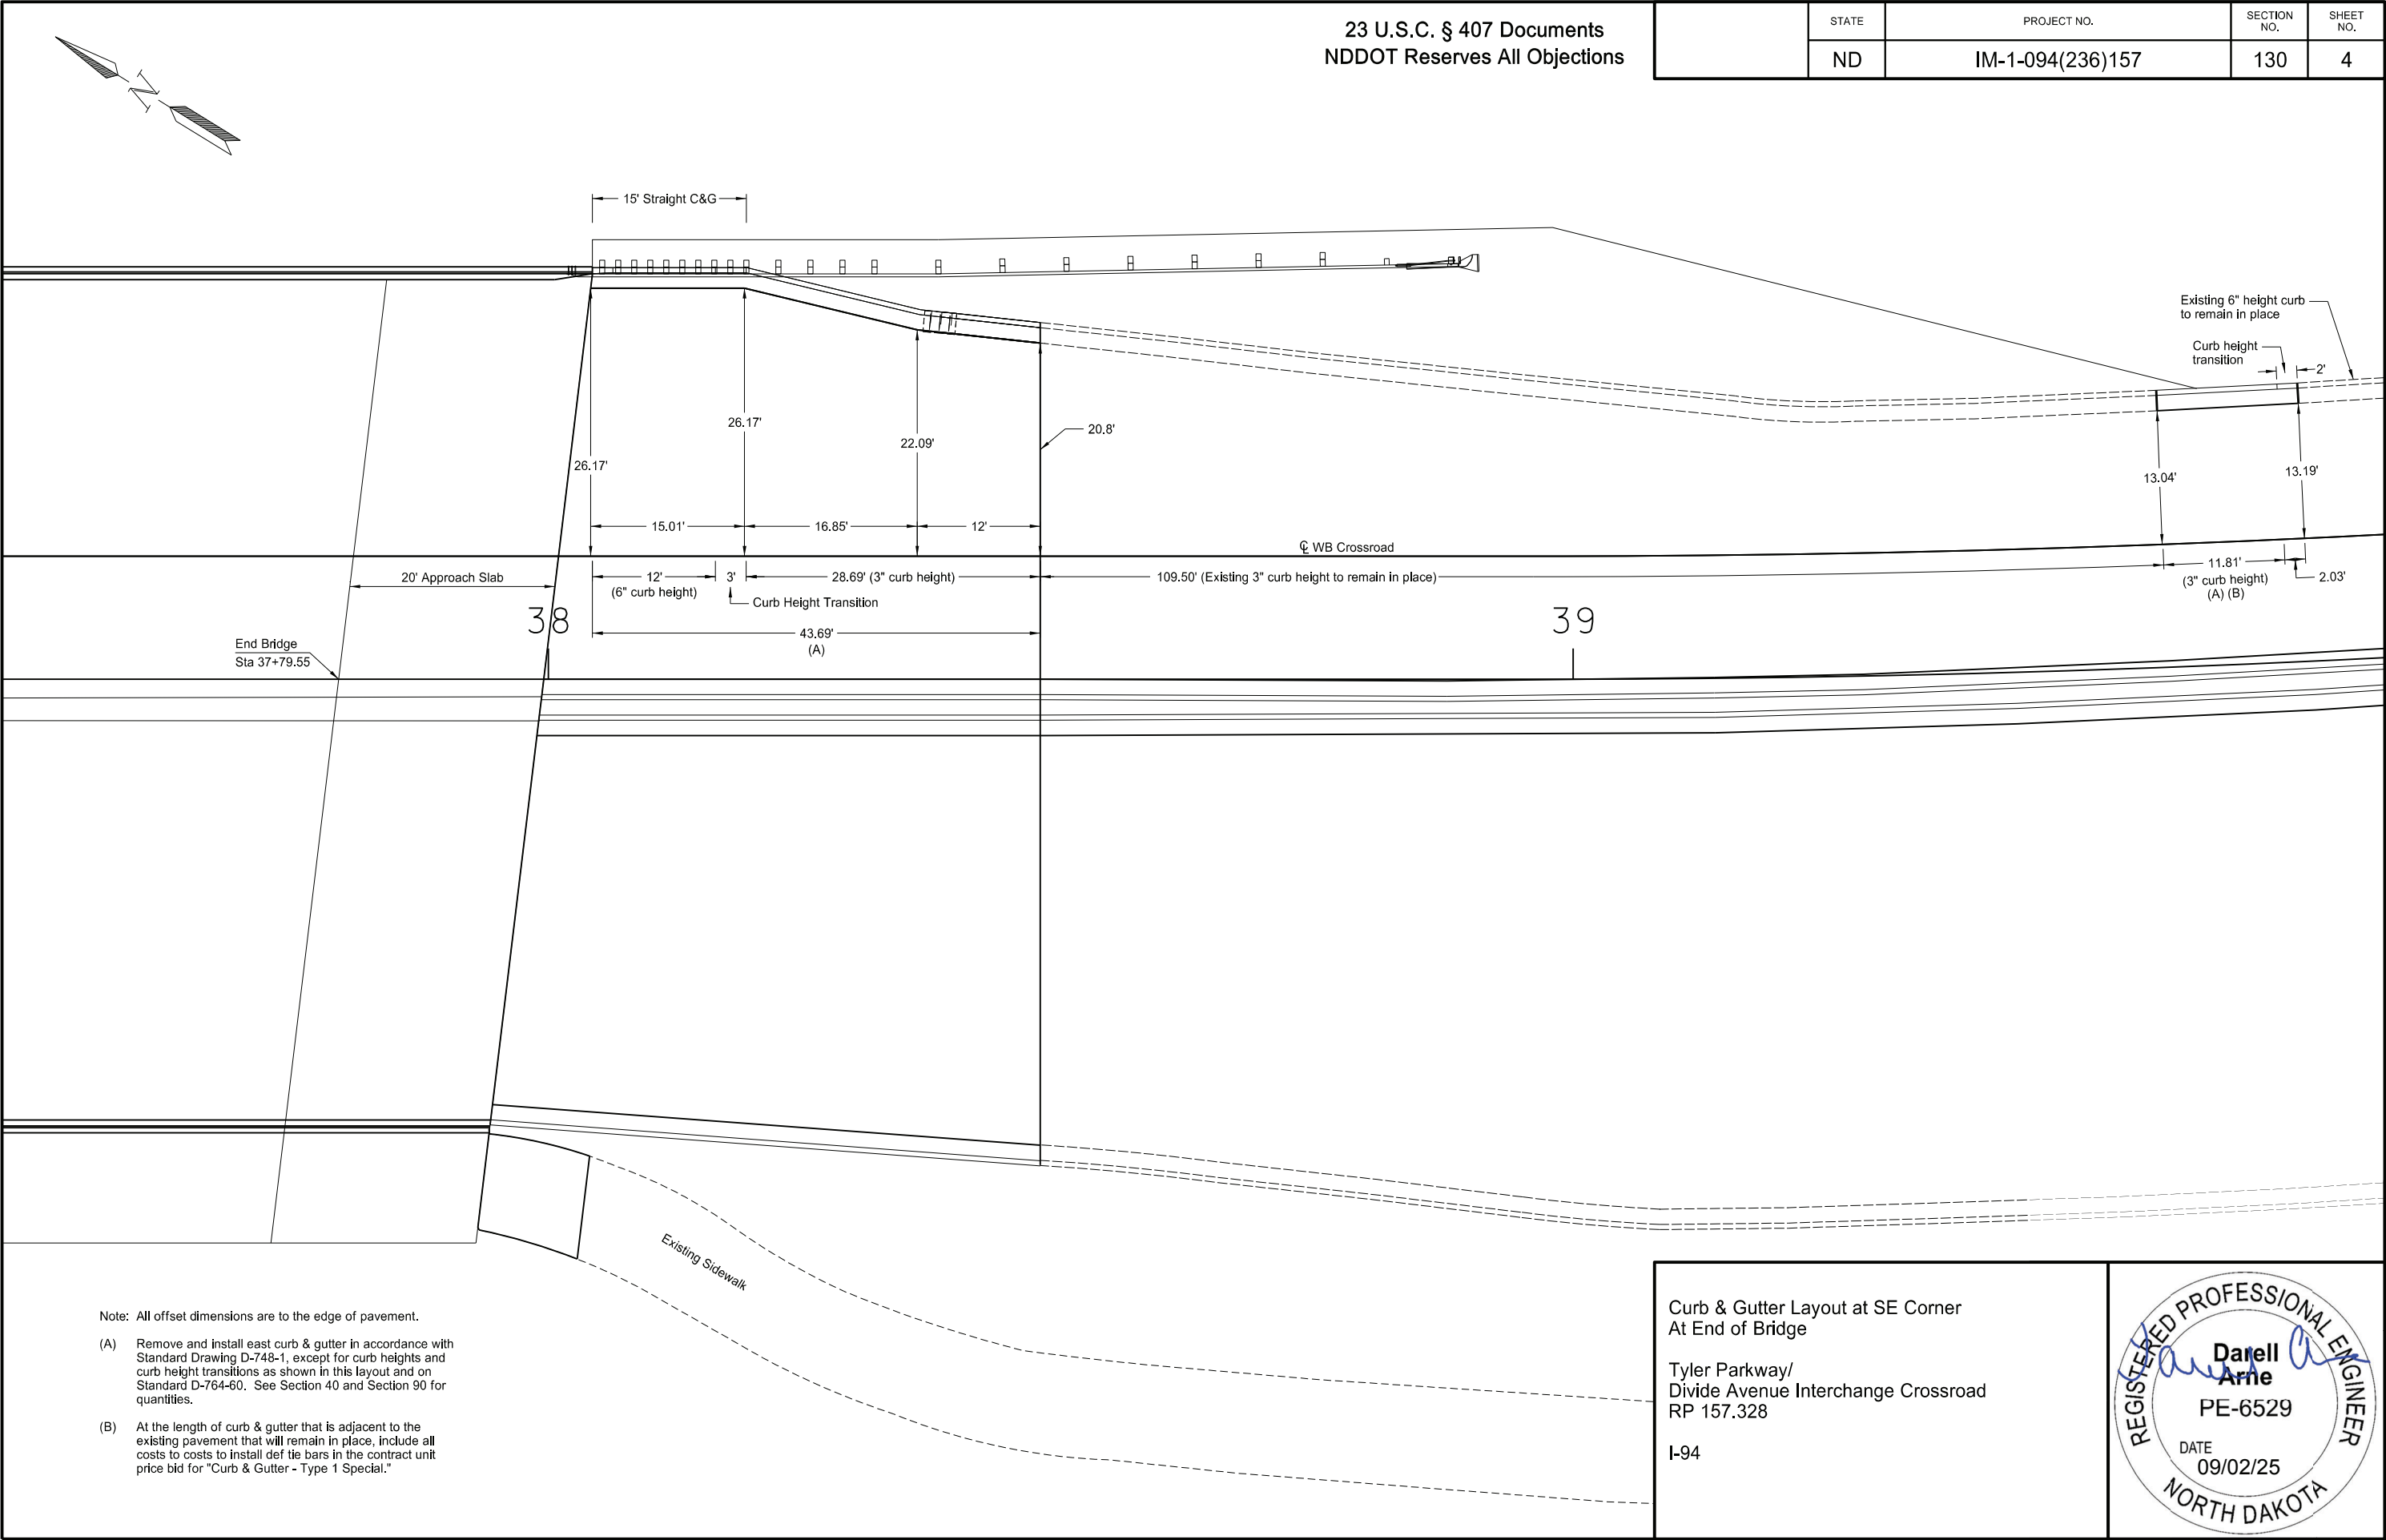 23 U.S.C. § 407 Documents
NDDOT Reserves All Objections
STATE
PROJECT NO.
SECTION
NO.
SHEET
NO.
ND
IM-1-094(236)157
130
4
N
15' Straight C&G
Existing 6" height curb
to remain in place
Curb height
transition
2'
26.17'
26.17'
22.09'
20.8'
13.04'
13.19'
15.01'
16.85'
12'
℄ WB Crossroad
20' Approach Slab
12'
(6" curb height)
3'
28.69' (3" curb height)
109.50' (Existing 3" curb height to remain in place)
11.81'
(3" curb height)
(A) (B)
2.03'
Curb Height Transition
38
39
43.69'
(A)
End Bridge
Sta 37+79.55
Existing Sidewalk
Note: All offset dimensions are to the edge of pavement.
(A) Remove and install east curb & gutter in accordance with
Standard Drawing D-748-1, except for curb heights and
curb height transitions as shown in this layout and on
Standard D-764-60. See Section 40 and Section 90 for
quantities.
(B) At the length of curb & gutter that is adjacent to the
existing pavement that will remain in place, include all
costs to costs to install def tie bars in the contract unit
price bid for "Curb & Gutter - Type 1 Special."
Curb & Gutter Layout at SE Corner
At End of Bridge
Tyler Parkway/
Divide Avenue Interchange Crossroad
RP 157.328
I-94
REGISTERED PROFESSIONAL ENGINEER
Darell
Arne
PE-6529
DATE
09/02/25
NORTH DAKOTA